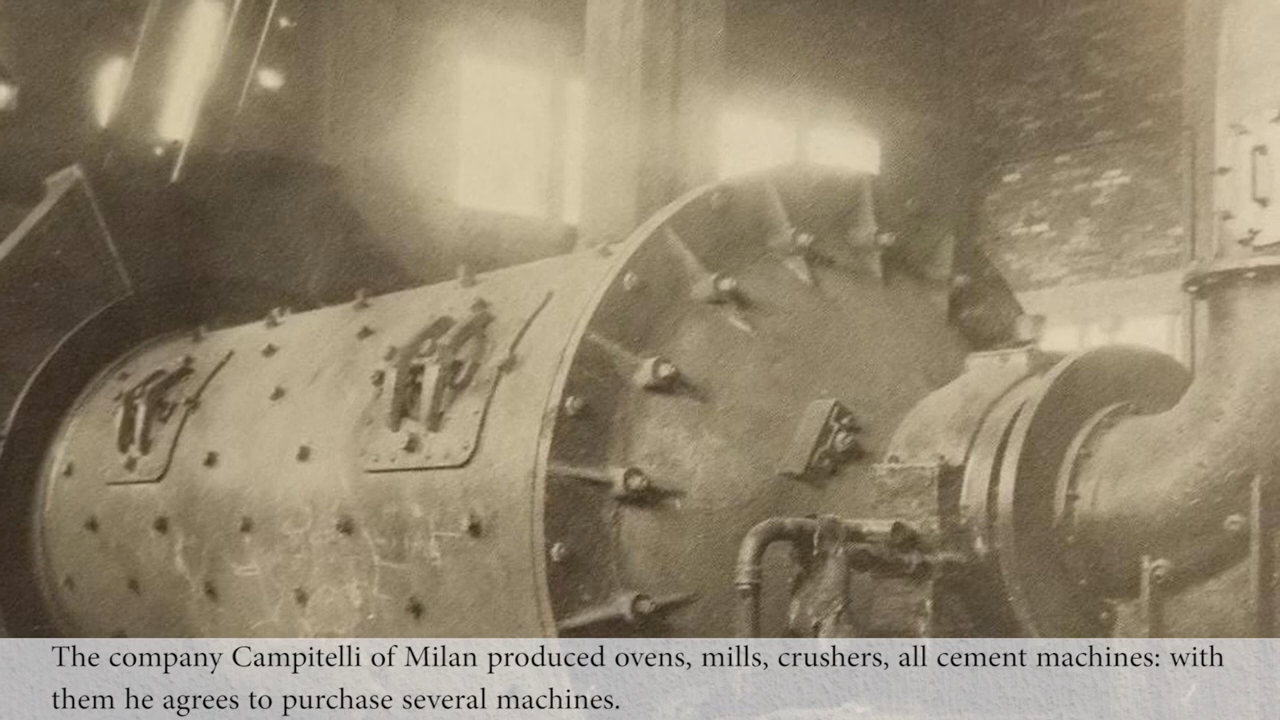 The company Campitelli of Milan produced ovens, mills, crushers, all cement machines: with
them he agrees to purchase several machines.